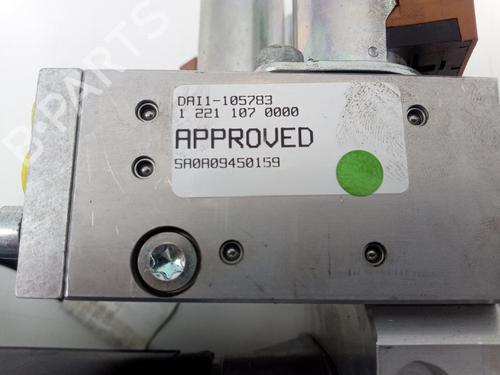 DAI1-105783
1 221 107 0000
APPROVED
SA0A09450159
B-PARTS